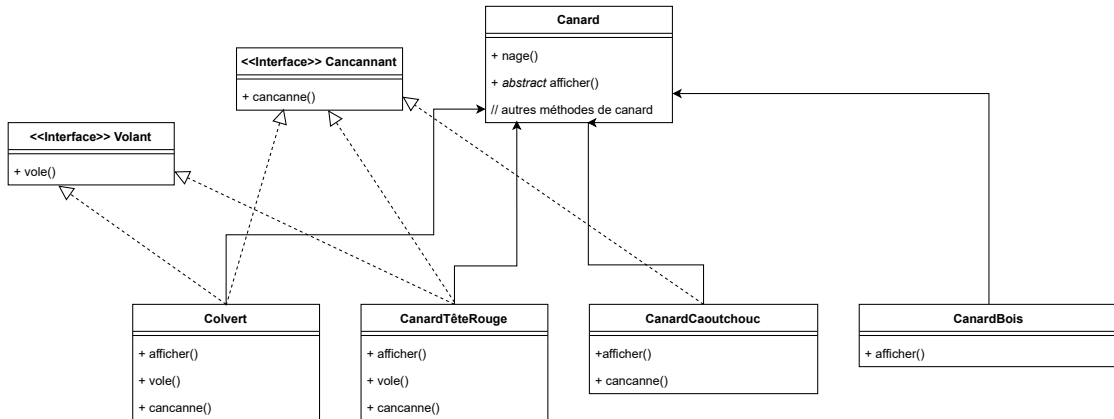 Canard
+ nage()
+ abstract afficher()
// autres méthodes de canard
<<Interface>> Cancannant
+ cancanne()
<<Interface>> Volant
+ vole()
Colvert
+ afficher()
+ vole()
+ cancanne()
CanardTêteRouge
+ afficher()
+ vole()
+ cancanne()
CanardCaoutchouc
+afficher()
+ cancanne()
CanardBois
+ afficher()